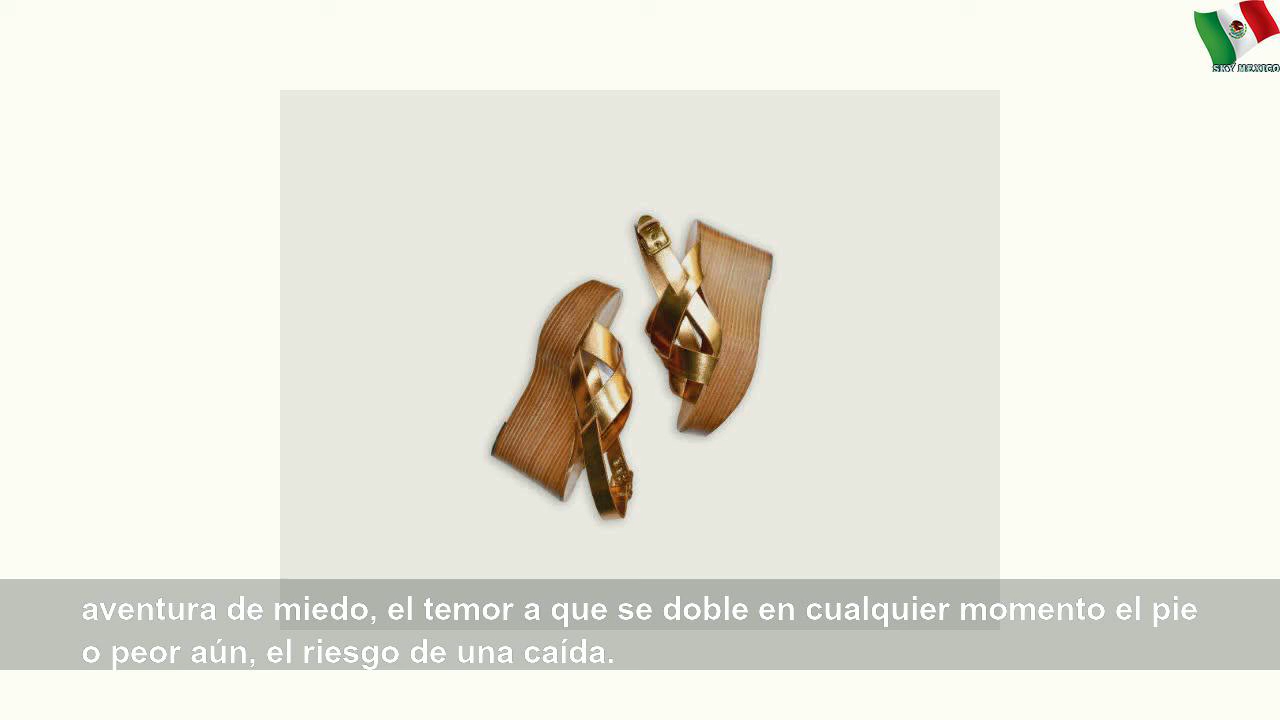 SKY MEXICO
aventura de miedo, el temor a que se doble en cualquier momento el pie
o peor aún, el riesgo de una caída.